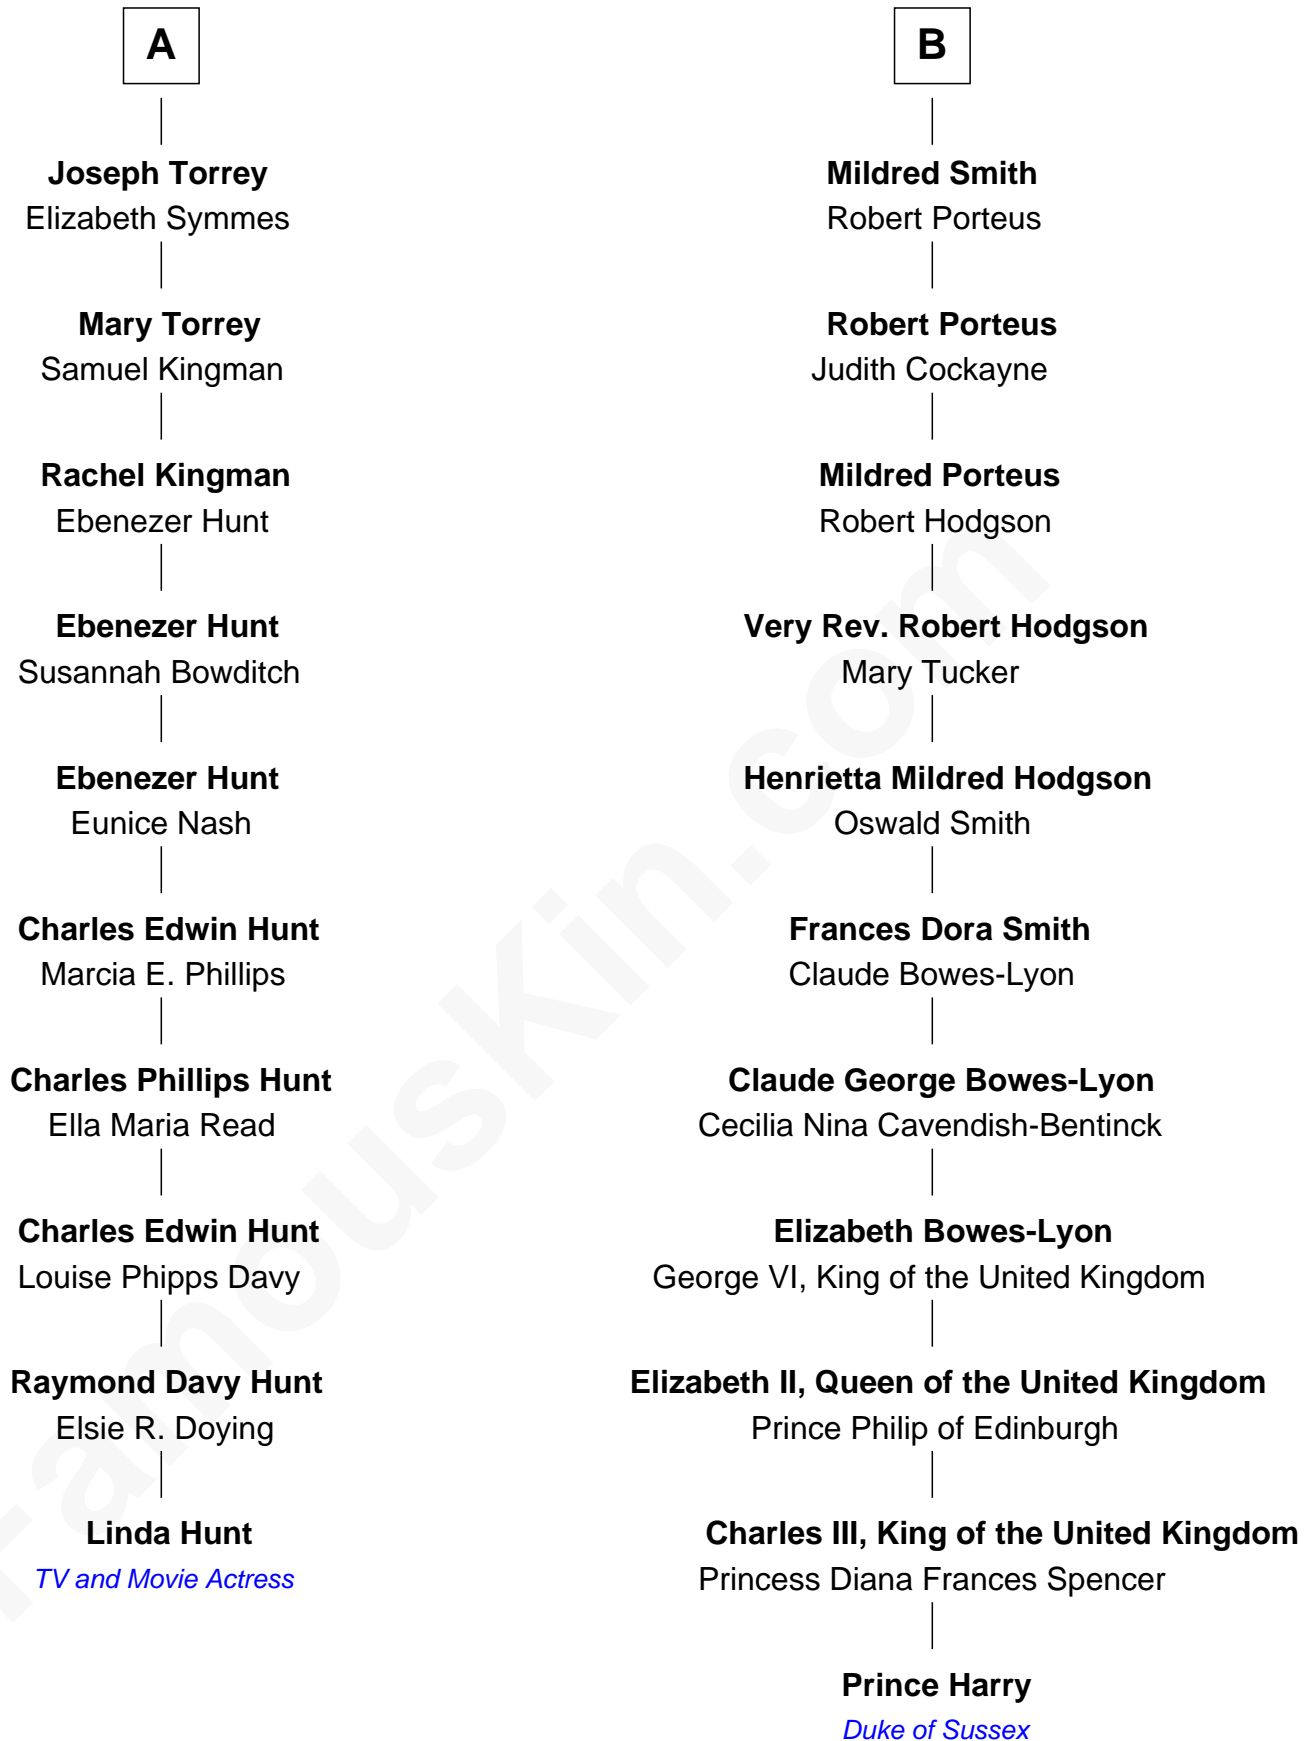 A
Joseph Torrey
Elizabeth Symmes
Mary Torrey
Samuel Kingman
Rachel Kingman
Ebenezer Hunt
Ebenezer Hunt
Susannah Bowditch
Ebenezer Hunt
Eunice Nash
Charles Edwin Hunt
Marcia E. Phillips
Charles Phillips Hunt
Ella Maria Read
Charles Edwin Hunt
Louise Phipps Davy
Raymond Davy Hunt
Elsie R. Doying
Linda Hunt
TV and Movie Actress
B
Mildred Smith
Robert Porteus
Robert Porteus
Judith Cockayne
Mildred Porteus
Robert Hodgson
Very Rev. Robert Hodgson
Mary Tucker
Henrietta Mildred Hodgson
Oswald Smith
Frances Dora Smith
Claude Bowes-Lyon
Claude George Bowes-Lyon
Cecilia Nina Cavendish-Bentinck
Elizabeth Bowes-Lyon
George VI, King of the United Kingdom
Elizabeth II, Queen of the United Kingdom
Prince Philip of Edinburgh
Charles III, King of the United Kingdom
Princess Diana Frances Spencer
Prince Harry
Duke of Sussex
FamousKin.com